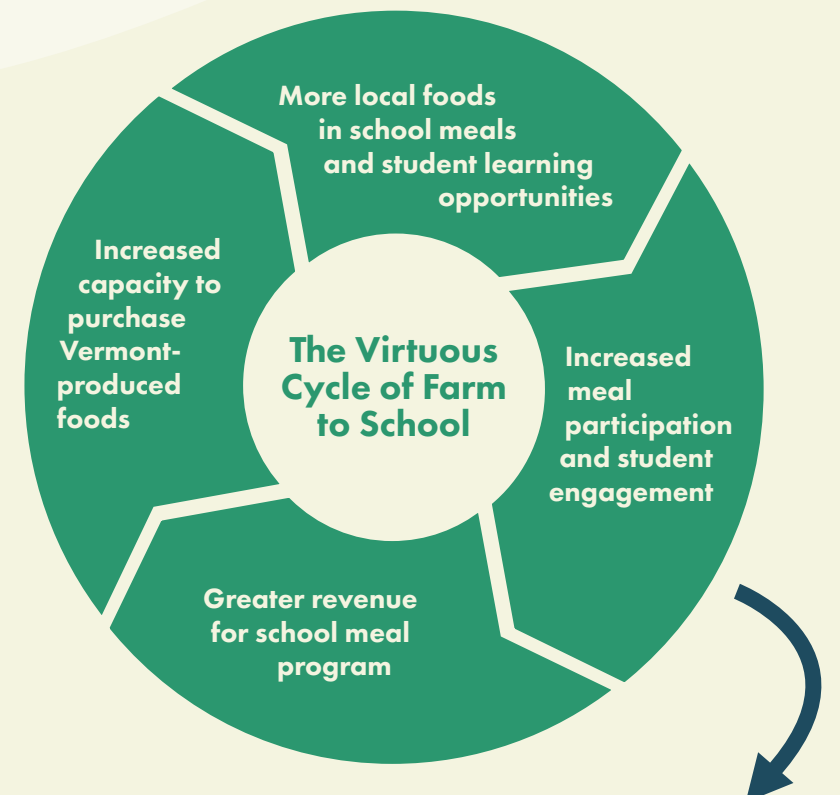 More local foods
in school meals
and student learning
opportunities
Increased
capacity to
purchase
Vermont-
produced
foods
The Virtuous
Cycle of Farm
to School
Increased
meal
participation
and student
engagement
Greater revenue
for school meal
program